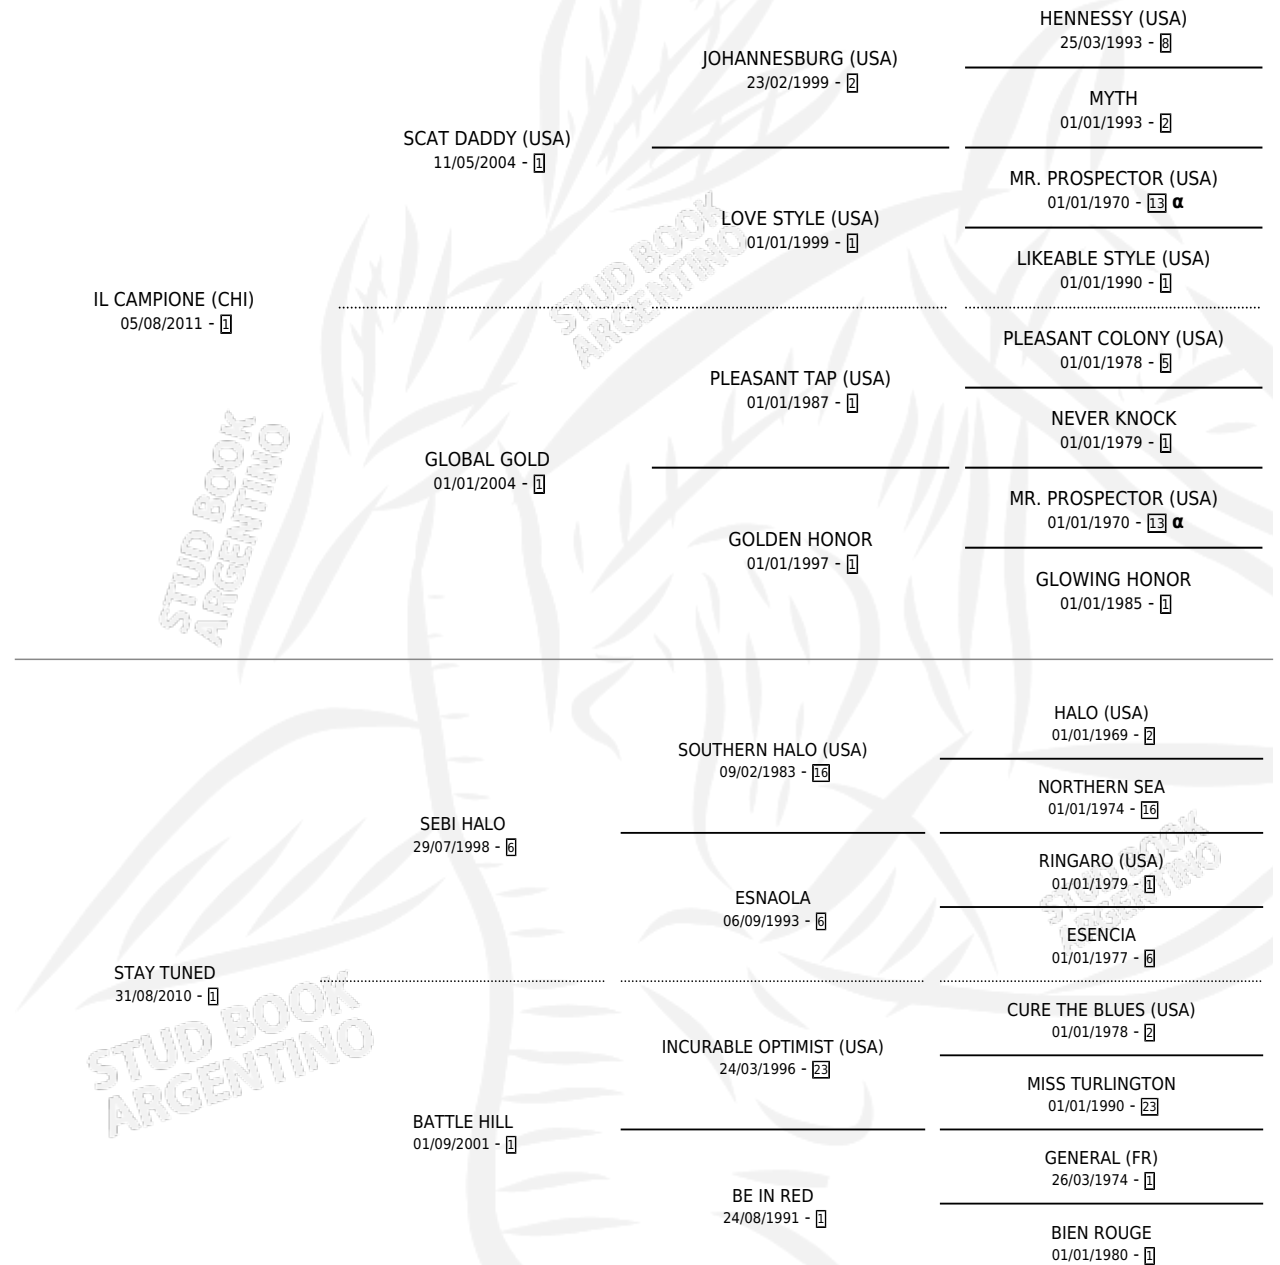 HENNESSY (USA)
25/03/1993 - 8
JOHANNESBURG (USA)
23/02/1999 - 2
MYTH
01/01/1993 - 2
SCAT DADDY (USA)
11/05/2004 - 1
MR. PROSPECTOR (USA)
01/01/1970 - 13 α
LOVE STYLE (USA)
01/01/1999 - 1
LIKEABLE STYLE (USA)
01/01/1990 - 1
IL CAMPIONE (CHI)
05/08/2011 - 1
PLEASANT COLONY (USA)
01/01/1978 - 5
PLEASANT TAP (USA)
01/01/1987 - 1
NEVER KNOCK
01/01/1979 - 1
GLOBAL GOLD
01/01/2004 - 1
MR. PROSPECTOR (USA)
01/01/1970 - 13 α
GOLDEN HONOR
01/01/1997 - 1
GLOWING HONOR
01/01/1985 - 1
HALO (USA)
01/01/1969 - 2
SOUTHERN HALO (USA)
09/02/1983 - 16
NORTHERN SEA
01/01/1974 - 16
SEBI HALO
29/07/1998 - 6
RINGARO (USA)
01/01/1979 - 1
ESNAOLA
06/09/1993 - 6
ESENCIA
01/01/1977 - 6
STAY TUNED
31/08/2010 - 1
CURE THE BLUES (USA)
01/01/1978 - 2
INCURABLE OPTIMIST (USA)
24/03/1996 - 23
MISS TURLINGTON
01/01/1990 - 23
BATTLE HILL
01/09/2001 - 1
GENERAL (FR)
26/03/1974 - 1
BE IN RED
24/08/1991 - 1
BIEN ROUGE
01/01/1980 - 1
STUD BOOK
ARGENTINO
STUD BOOK
ARGENTINO
STUD BOOK
ARGENTINO
STUD BOOK
ARGENTINO